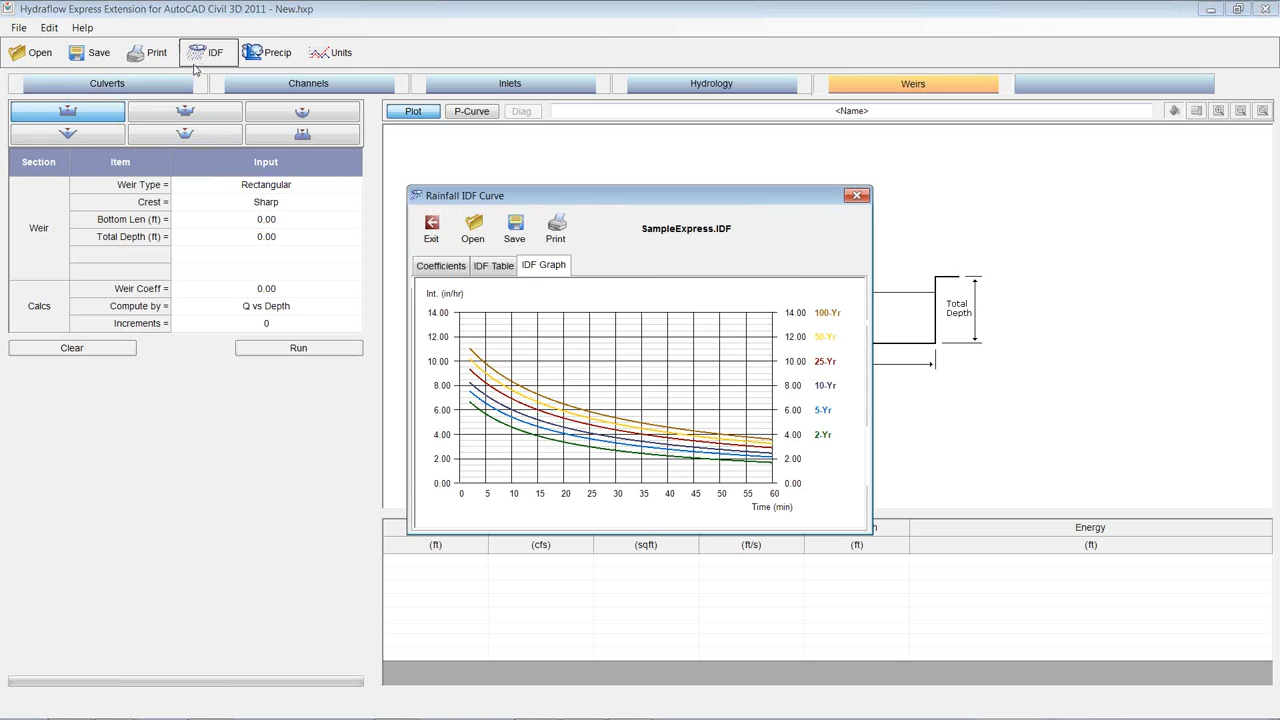 Hydraflow Express Extension for AutoCAD Civil 3D 2011 - New.hxp
File Edit Help
Open Save Print IDF Precip Units
Culverts Channels Inlets Hydrology Weirs
Plot P-Curve Diag. <Name>
Section Item Input
Weir
Weir Type = Rectangular
Crest = Sharp
Bottom Len (ft) = 0.00
Total Depth (ft) = 0.00
Calcs
Weir Coeff = 0.00
Compute by = Q vs Depth
Increments = 0
Clear Run
Rainfall IDF Curve
Exit Open Save Print
SampleExpress.IDF
Coefficients IDF Table IDF Graph
Int. (in/hr)
14.00 14.00 100-Yr
12.00 12.00 50-Yr
10.00 10.00 25-Yr
8.00 8.00 10-Yr
6.00 6.00 5-Yr
4.00 4.00 2-Yr
2.00 2.00
0.00 0.00
0 5 10 15 20 25 30 35 40 45 50 55 60
Time (min)
Total
Depth
Energy
(ft) (cfs) (sqft) (ft/s) (ft) (ft)